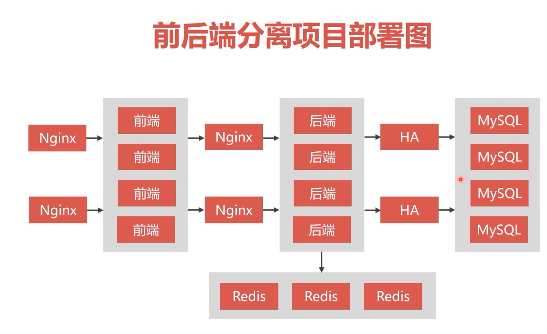 前后端分离项目部署图
前端
后端
MySQL
Nginx
Nginx
HA
前端
后端
MySQL
前端
后端
MySQL
Nginx
Nginx
HA
前端
后端
MySQL
Redis
Redis
Redis